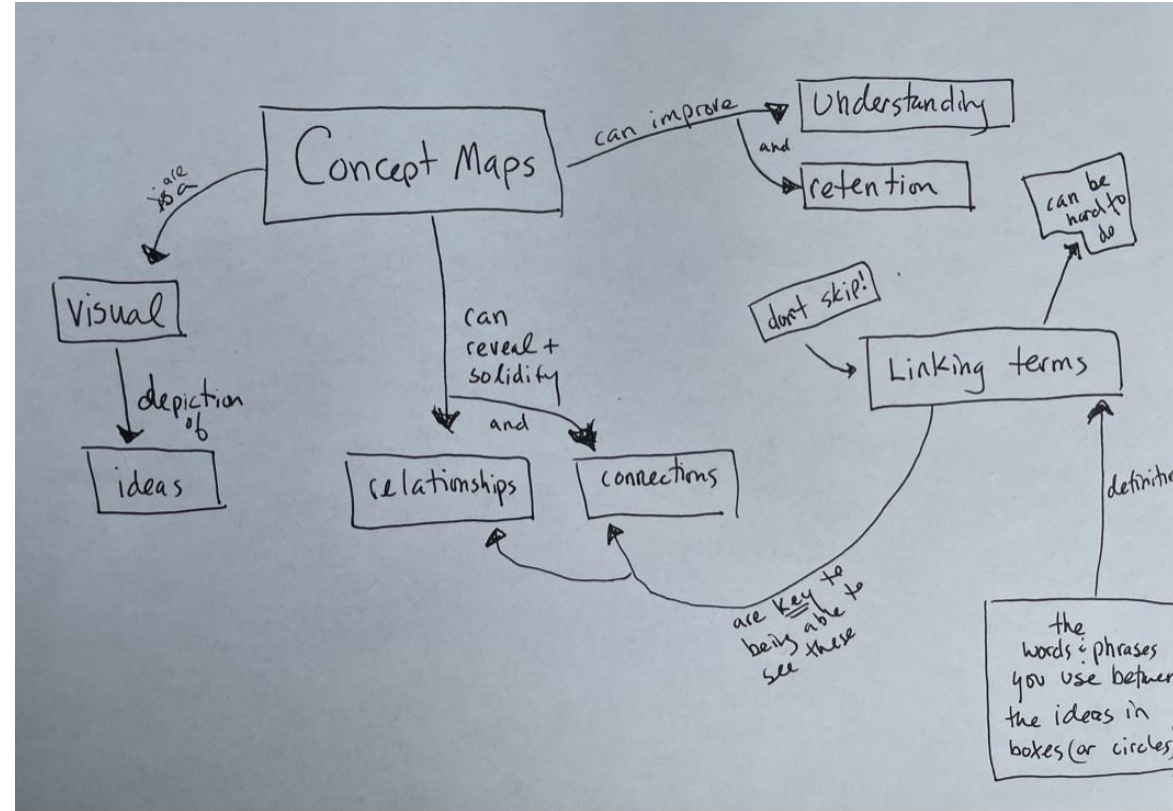 Concept Maps
can improve
Understanding
and
retention
are
visual
depiction
of
ideas
can
reveal +
solidify
and
relationships
connections
can be
hard to
do
don't skip!
Linking terms
are key to
being able to
see these
the
words & phrases
you use
the ideas in
boxes (or circles)